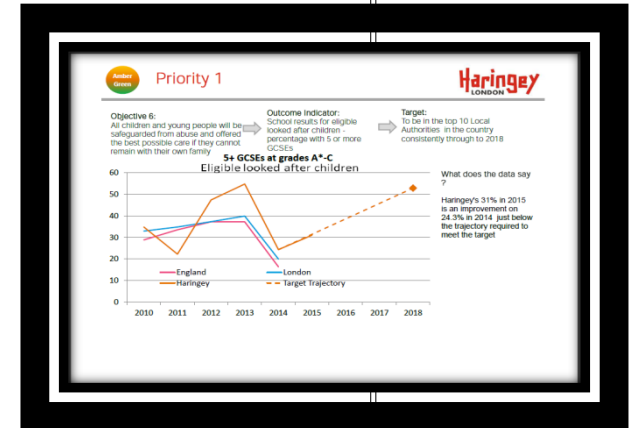 Amber
Green
Priority 1
Haringey
LONDON
Objective 6:
All children and young people will be
safeguarded from abuse and offered
the best possible care if they cannot
remain with their own family
Outcome Indicator:
School results for eligible
looked after children -
percentage with 5 or more
GCSEs
Target:
To be in the top 10 Local
Authorities in the country
consistently through to 2018
5+ GCSEs at grades A*-C
Eligible looked after children
60
50
40
30
20
10
0
England
London
Haringey
Target Trajectory
2010 2011 2012 2013 2014 2015 2016 2017 2018
What does the data say
?
Haringey's 31% in 2015
is an improvement on
24.3% in 2014 just below
the trajectory required to
meet the target